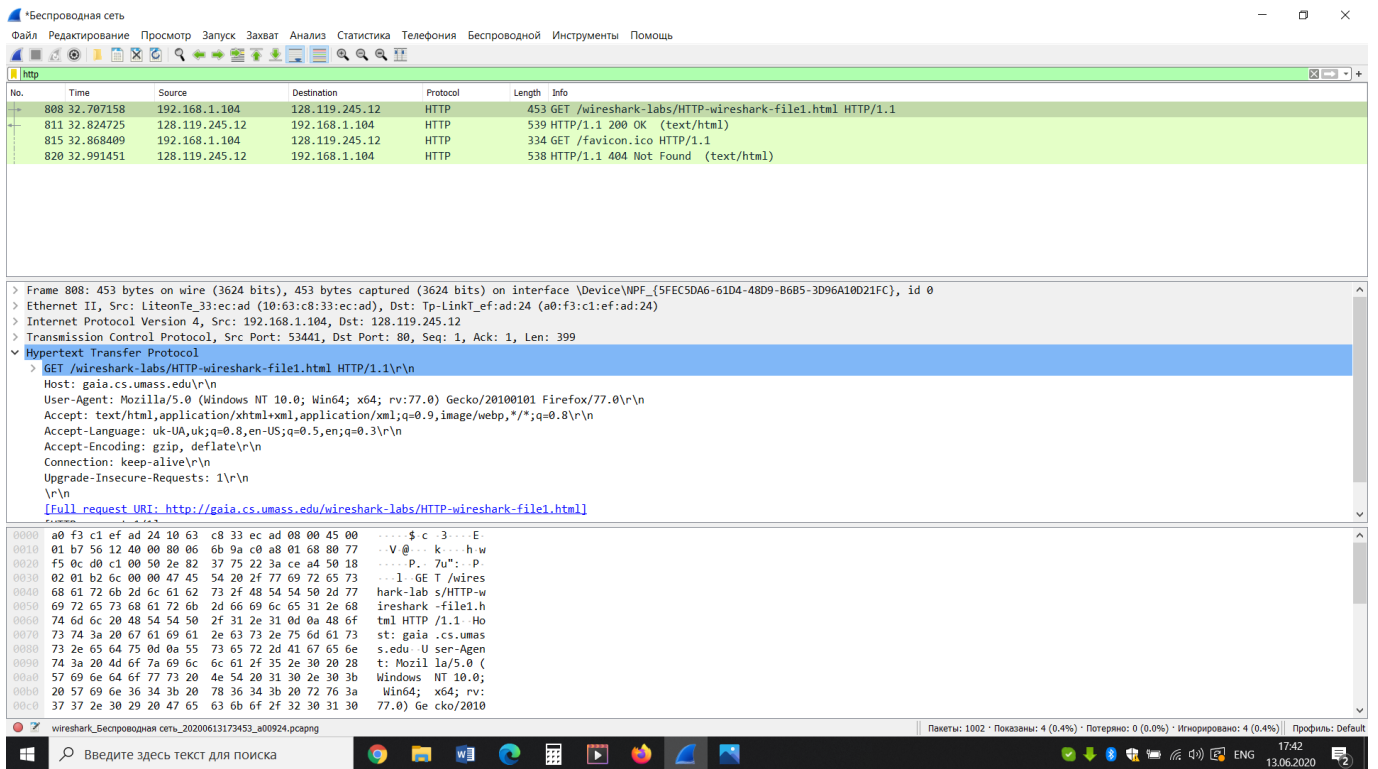 *Беспроводная сеть
Файл Редактирование Просмотр Запуск Захват Анализ Статистика Телефония Беспроводной Инструменты Помощь
http
No. Time Source Destination Protocol Length Info
808 32.707158 192.168.1.104 128.119.245.12 HTTP 453 GET /wireshark-labs/HTTP-wireshark-file1.html HTTP/1.1
811 32.824725 128.119.245.12 192.168.1.104 HTTP 539 HTTP/1.1 200 OK (text/html)
815 32.868409 192.168.1.104 128.119.245.12 HTTP 334 GET /favicon.ico HTTP/1.1
820 32.991451 128.119.245.12 192.168.1.104 HTTP 538 HTTP/1.1 404 Not Found (text/html)
> Frame 808: 453 bytes on wire (3624 bits), 453 bytes captured (3624 bits) on interface \Device\NPF_{5FEC5DA6-61D4-48D9-B6B5-3D96A10D21FC}, id 0
> Ethernet II, Src: LiteonTe_33:ec:ad (10:63:c8:33:ec:ad), Dst: Tp-LinkT_ef:ad:24 (a0:f3:c1:ef:ad:24)
> Internet Protocol Version 4, Src: 192.168.1.104, Dst: 128.119.245.12
> Transmission Control Protocol, Src Port: 53441, Dst Port: 80, Seq: 1, Ack: 1, Len: 399
Hypertext Transfer Protocol
> GET /wireshark-labs/HTTP-wireshark-file1.html HTTP/1.1\r\n
Host: gaia.cs.umass.edu\r\n
User-Agent: Mozilla/5.0 (Windows NT 10.0; Win64; x64; rv:77.0) Gecko/20100101 Firefox/77.0\r\n
Accept: text/html,application/xhtml+xml,application/xml;q=0.9,image/webp,*/*;q=0.8\r\n
Accept-Language: uk-UA,uk;q=0.8,en-US;q=0.5,en;q=0.3\r\n
Accept-Encoding: gzip, deflate\r\n
Connection: keep-alive\r\n
Upgrade-Insecure-Requests: 1\r\n
\r\n
[Full request URI: http://gaia.cs.umass.edu/wireshark-labs/HTTP-wireshark-file1.html]
0000 a0 f3 c1 ef ad 24 10 63 c8 33 ec ad 08 00 45 00 ·····$·c ·3····E·
0010 01 b7 56 12 40 00 80 06 6b 9a c0 a8 01 68 80 77 ··V·@··· k····h·w
0020 f5 0c d0 c1 00 50 2e 82 37 75 22 3a ce a4 50 18 ·····P.· 7u":··P·
0030 02 01 b2 6c 00 00 47 45 54 20 2f 77 69 72 65 73 ···l··GE T /wires
0040 68 61 72 6b 2d 6c 61 62 73 2f 48 54 54 50 2d 77 hark-lab s/HTTP-w
0050 69 72 65 73 68 61 72 6b 2d 66 69 6c 65 31 2e 68 ireshark -file1.h
0060 74 6d 6c 20 48 54 54 50 2f 31 2e 31 0d 0a 48 6f tml HTTP /1.1··Ho
0070 73 74 3a 20 67 61 69 61 2e 63 73 2e 75 6d 61 73 st: gaia .cs.umas
0080 73 2e 65 64 75 0d 0a 55 73 65 72 2d 41 67 65 6e s.edu··U ser-Agen
0090 74 3a 20 4d 6f 7a 69 6c 6c 61 2f 35 2e 30 20 28 t: Mozil la/5.0 (
00a0 57 69 6e 64 6f 77 73 20 4e 54 20 31 30 2e 30 3b Windows NT 10.0;
00b0 20 57 69 6e 36 34 3b 20 78 36 34 3b 20 72 76 3a Win64; x64; rv:
00c0 37 37 2e 30 29 20 47 65 63 6b 6f 2f 32 30 31 30 77.0) Ge cko/2010
wireshark_Беспроводная сеть_20200613173453_a00924.pcapng Пакеты: 1002 · Показаны: 4 (0.4%) · Потеряно: 0 (0.0%) · Игнорировано: 4 (0.4%) Профиль: Default
Введите здесь текст для поиска ENG 17:42
13.06.2020 2